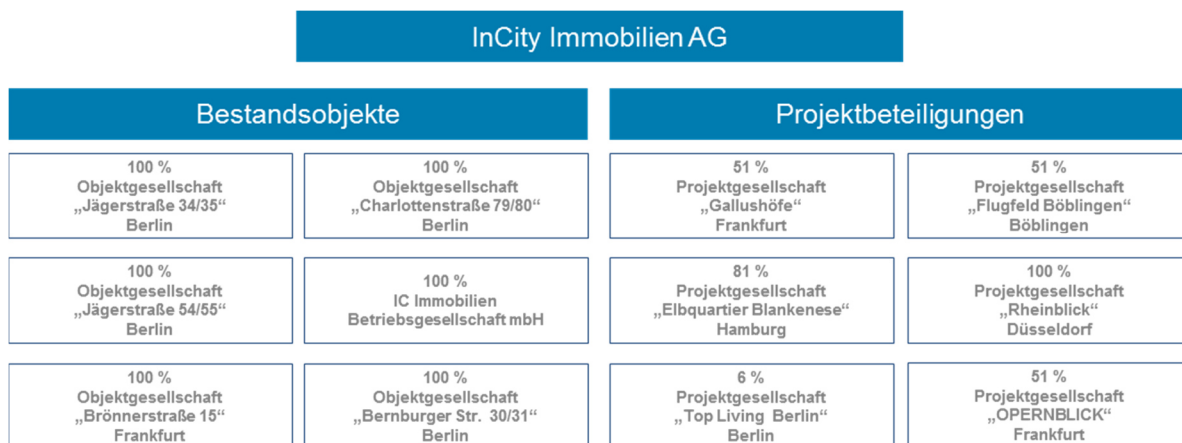 InCity Immobilien AG
Bestandsobjekte
100 %
Objektgesellschaft
„Jägerstraße 34/35“
Berlin
100 %
Objektgesellschaft
„Charlottenstraße 79/80“
Berlin
100 %
Objektgesellschaft
„Jägerstraße 54/55“
Berlin
100 %
IC Immobilien
Betriebsgesellschaft mbH
100 %
Objektgesellschaft
„Brönnerstraße 15“
Frankfurt
100 %
Objektgesellschaft
„Bernburger Str. 30/31“
Berlin
Projektbeteiligungen
51 %
Projektgesellschaft
„Gallushöfe“
Frankfurt
51 %
Projektgesellschaft
„Flugfeld Böblingen“
Böblingen
81 %
Projektgesellschaft
„Elbquartier Blankenese“
Hamburg
100 %
Projektgesellschaft
„Rheinblick“
Düsseldorf
6 %
Projektgesellschaft
„Top Living Berlin“
Berlin
51 %
Projektgesellschaft
„OPERNBLICK“
Frankfurt